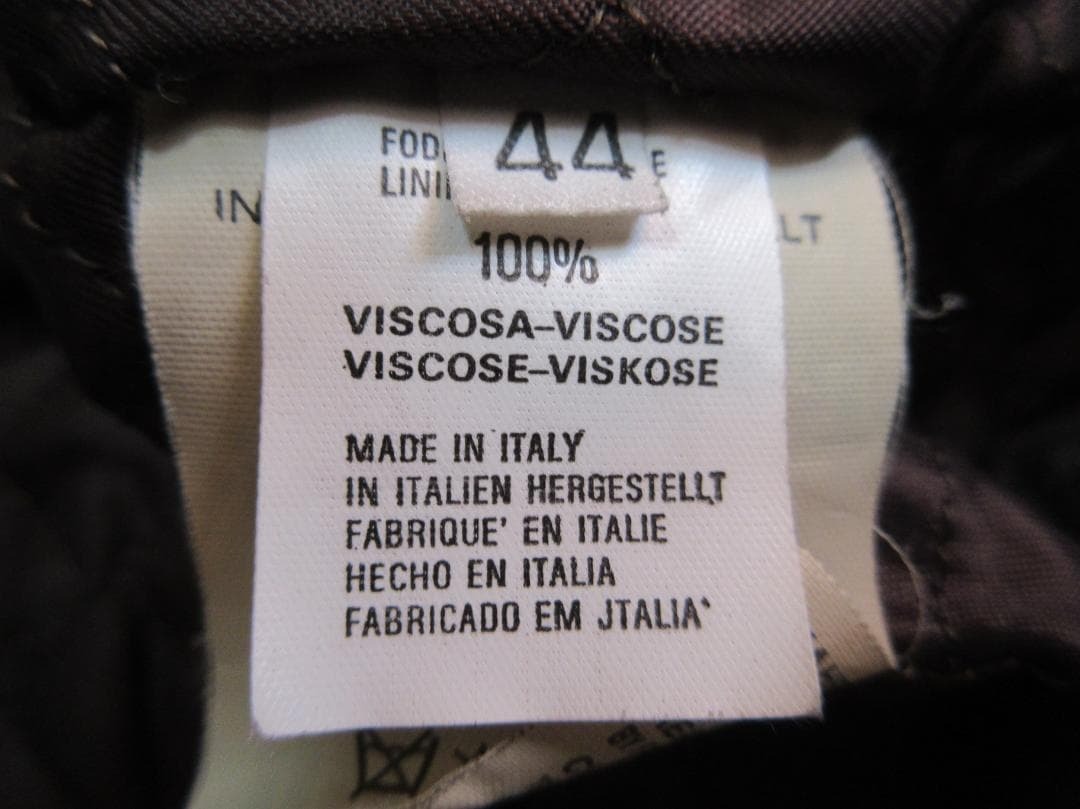 44
100%
VISCOSA–VISCOSE
VISCOSE–VISKOSE
MADE IN ITALY
IN ITALIEN HERGESTELLT
FABRIQUE' EN ITALIE
HECHO EN ITALIA
FABRICADO EM JTALIA'